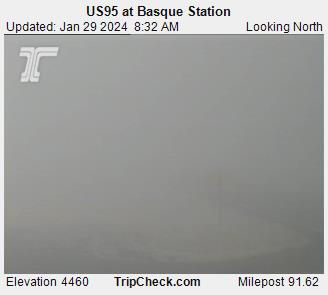 US95 at Basque Station
Updated: Jan 29 2024 8:32 AM Looking North
Elevation 4460 TripCheck.com Milepost 91.62